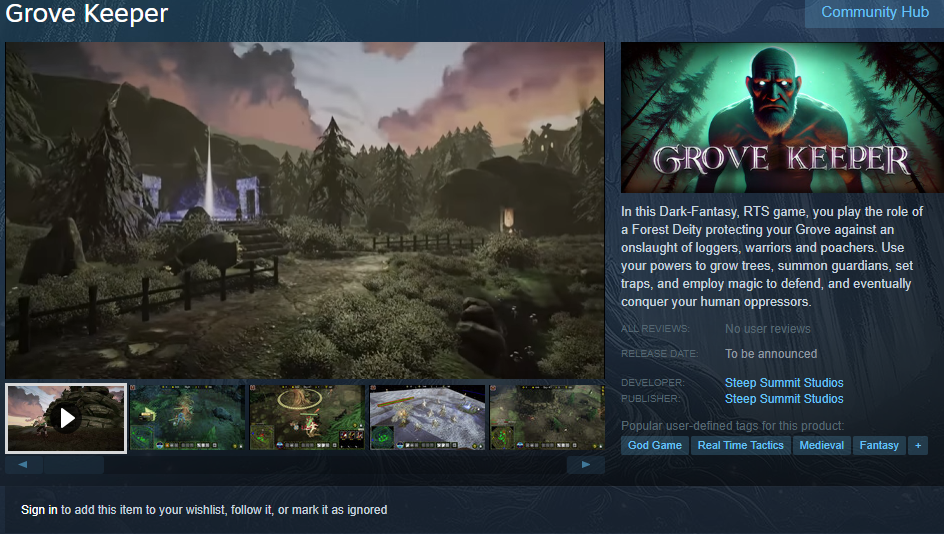 Grove Keeper
Community Hub
GROVE KEEPER
In this Dark-Fantasy, RTS game, you play the role of
a Forest Deity protecting your Grove against an
onslaught of loggers, warriors and poachers. Use
your powers to grow trees, summon guardians, set
traps, and employ magic to defend, and eventually
conquer your human oppressors.
ALL REVIEWS: No user reviews
RELEASE DATE: To be announced
DEVELOPER: Steep Summit Studios
PUBLISHER: Steep Summit Studios
Popular user-defined tags for this product:
God Game Real Time Tactics Medieval Fantasy +
Sign in to add this item to your wishlist, follow it, or mark it as ignored